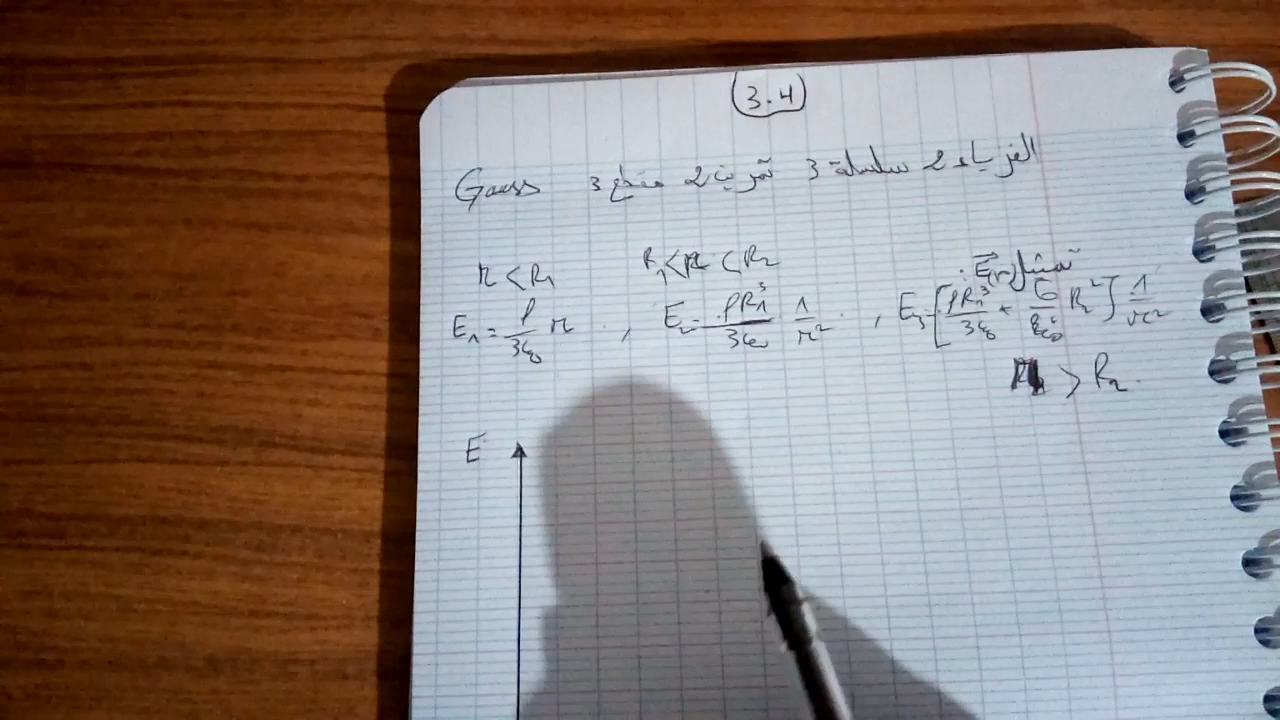 3.4
الفيزياء 2 سلسلة 3 تمرين 2 مقطع 3 Gauss
r < R₁ R₁ < r < R₂ تمثيل E⃗(r) :
E₁ = ρ/3ε₀ r , E₂ = ρR₁³/3ε₀ 1/r² , E₃ = [ρR₁³/3ε₀ + σ/ε₀ R₂²] 1/r²
r > R₂
E